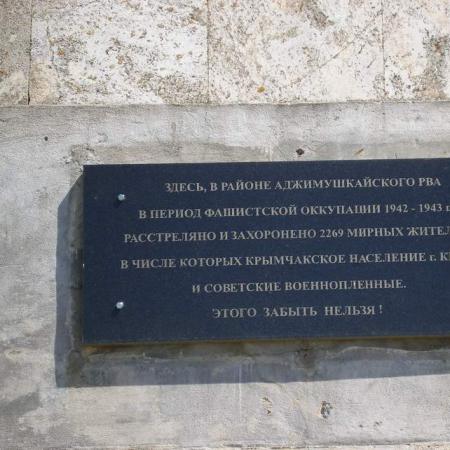 ЗДЕСЬ, В РАЙОНЕ АДЖИМУШКАЙСКОГО РВА
В ПЕРИОД ФАШИСТСКОЙ ОККУПАЦИИ 1942 - 1943 г
РАССТРЕЛЯНО И ЗАХОРОНЕНО 2269 МИРНЫХ
В ЧИСЛЕ КОТОРЫХ КРЫМЧАКСКОЕ НАСЕЛЕНИЕ г.
И СОВЕТСКИЕ ВОЕННОПЛЕННЫЕ.
ЭТОГО ЗАБЫТЬ НЕЛЬЗЯ !